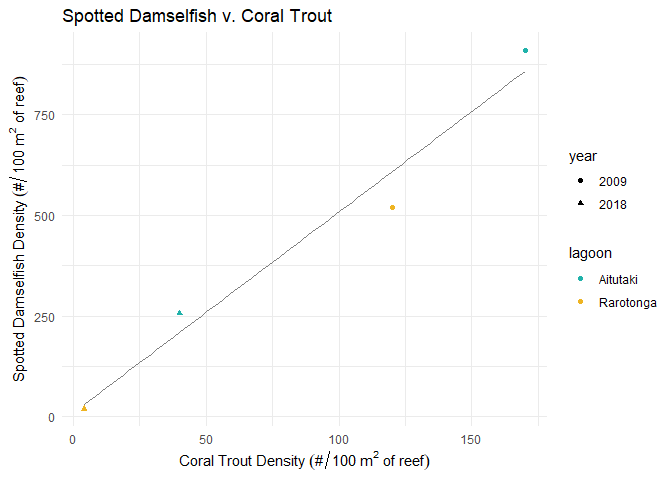 Spotted Damselfish v. Coral Trout
Spotted Damselfish Density (#/100 m² of reef)
750
500
250
0
0
50
100
150
Coral Trout Density (#/100 m² of reef)
year
2009
2018
lagoon
Aitutaki
Rarotonga